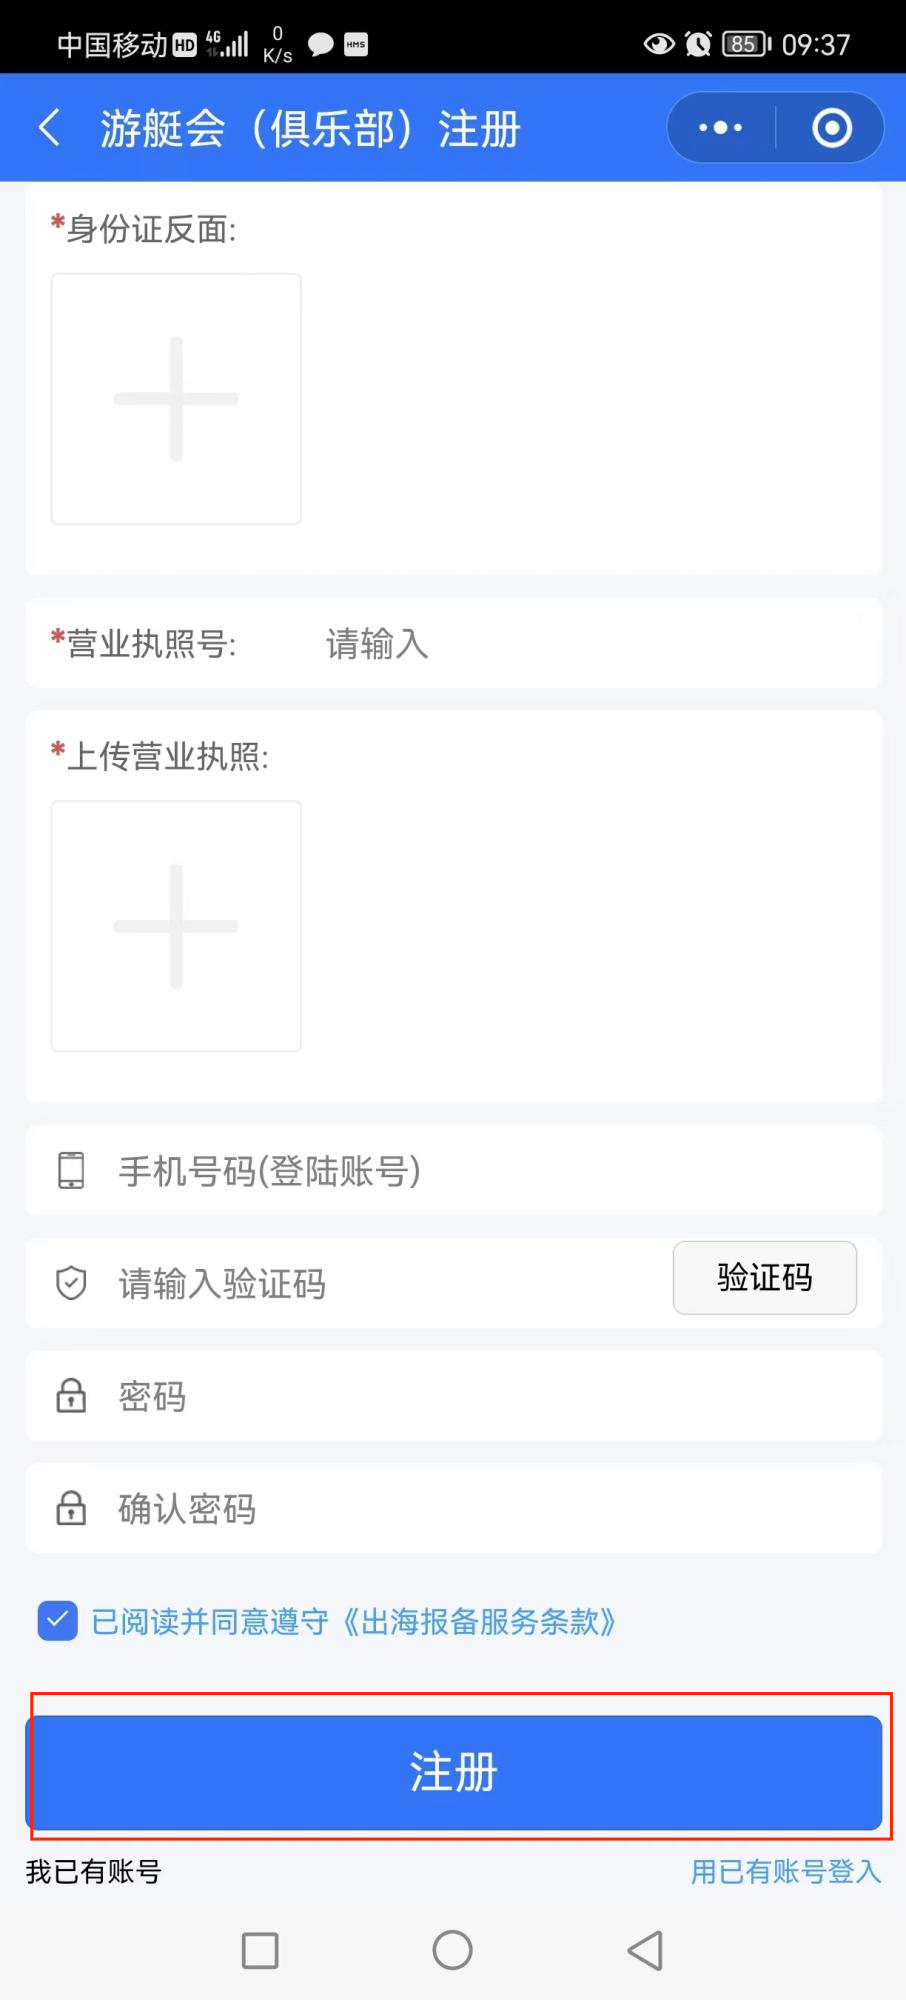 中国移动 HD 4G 0 K/s HMS 85 09:37
游艇会（俱乐部）注册
*身份证反面:
*营业执照号: 请输入
*上传营业执照:
手机号码(登陆账号)
请输入验证码 验证码
密码
确认密码
已阅读并同意遵守《出海报备服务条款》
注册
我已有账号 用已有账号登入